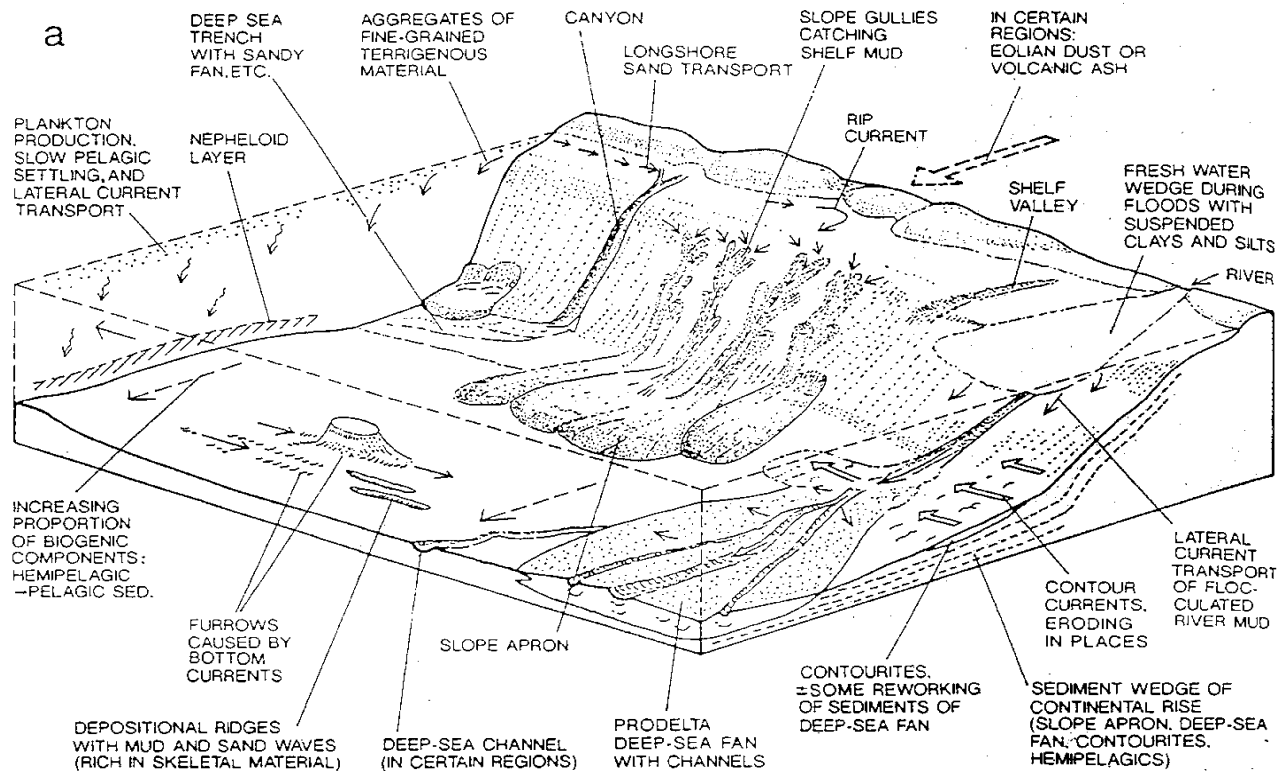 a
DEEP SEA
TRENCH
WITH SANDY
FAN, ETC.
AGGREGATES OF
FINE-GRAINED
TERRIGENOUS
MATERIAL
CANYON
LONGSHORE
SAND TRANSPORT
SLOPE GULLIES
CATCHING
SHELF MUD
IN CERTAIN
REGIONS:
EOLIAN DUST OR
VOLCANIC ASH
PLANKTON
PRODUCTION,
SLOW PELAGIC
SETTLING, AND
LATERAL CURRENT
TRANSPORT
NEPHELOID
LAYER
RIP
CURRENT
SHELF
VALLEY
FRESH WATER
WEDGE DURING
FLOODS WITH
SUSPENDED
CLAYS AND SILTS
RIVER
INCREASING
PROPORTION
OF BIOGENIC
COMPONENTS:
HEMIPELAGIC
–PELAGIC SED.
FURROWS
CAUSED BY
BOTTOM
CURRENTS
SLOPE APRON
LATERAL
CURRENT
TRANSPORT
OF FLOC-
CULATED
RIVER MUD
CONTOUR
CURRENTS,
ERODING
IN PLACES
DEPOSITIONAL RIDGES
WITH MUD AND SAND WAVES
(RICH IN SKELETAL MATERIAL)
DEEP-SEA CHANNEL
(IN CERTAIN REGIONS)
PRODELTA
DEEP-SEA FAN
WITH CHANNELS
CONTOURITES,
=SOME REWORKING
OF SEDIMENTS OF
DEEP-SEA FAN
SEDIMENT WEDGE OF
CONTINENTAL RISE
(SLOPE APRON, DEEP-SEA
FAN, CONTOURITES,
HEMIPELAGICS)